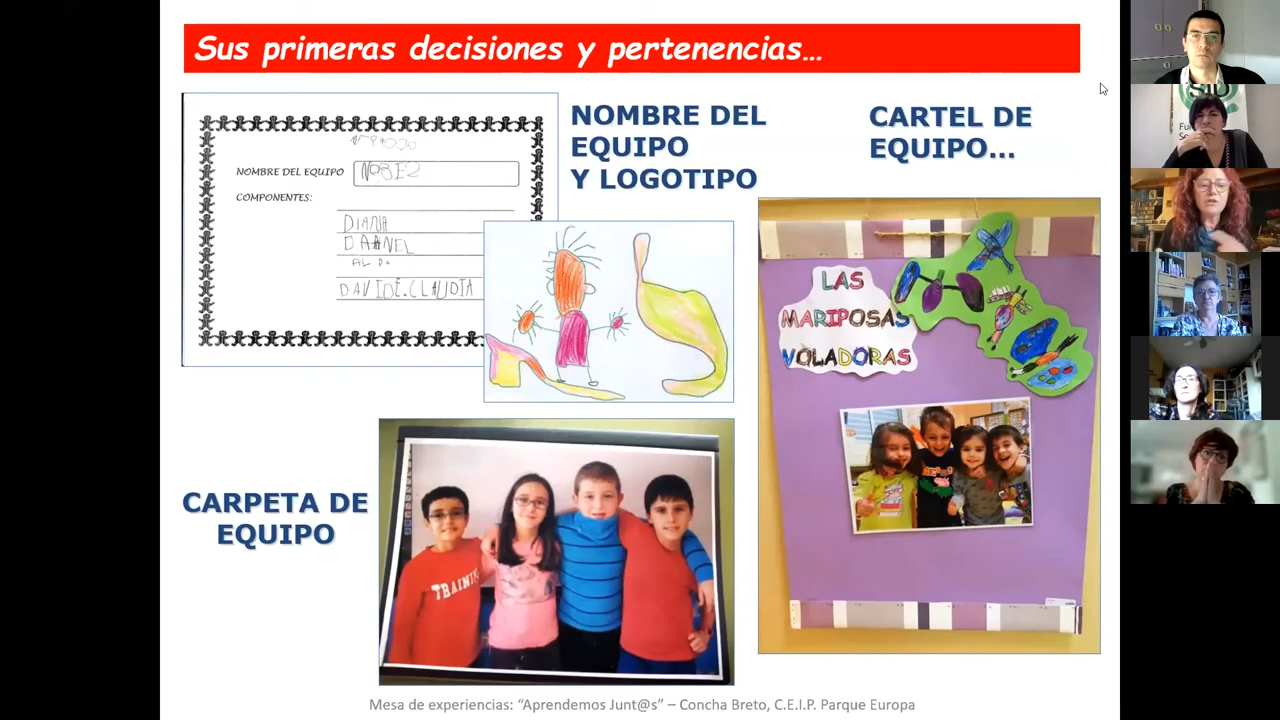 Sus primeras decisiones y pertenencias...
NOMBRE DEL EQUIPO
COMPONENTES:
DIANA
DANIEL
DAVIDE.CLAUDIA
NOMBRE DEL
EQUIPO
Y LOGOTIPO
CARTEL DE
EQUIPO...
LAS
MARIPOSAS
VOLADORAS
CARPETA DE
EQUIPO
TRAINING
Mesa de experiencias: “Aprendemos Junt@s” – Concha Breto, C.E.I.P. Parque Europa